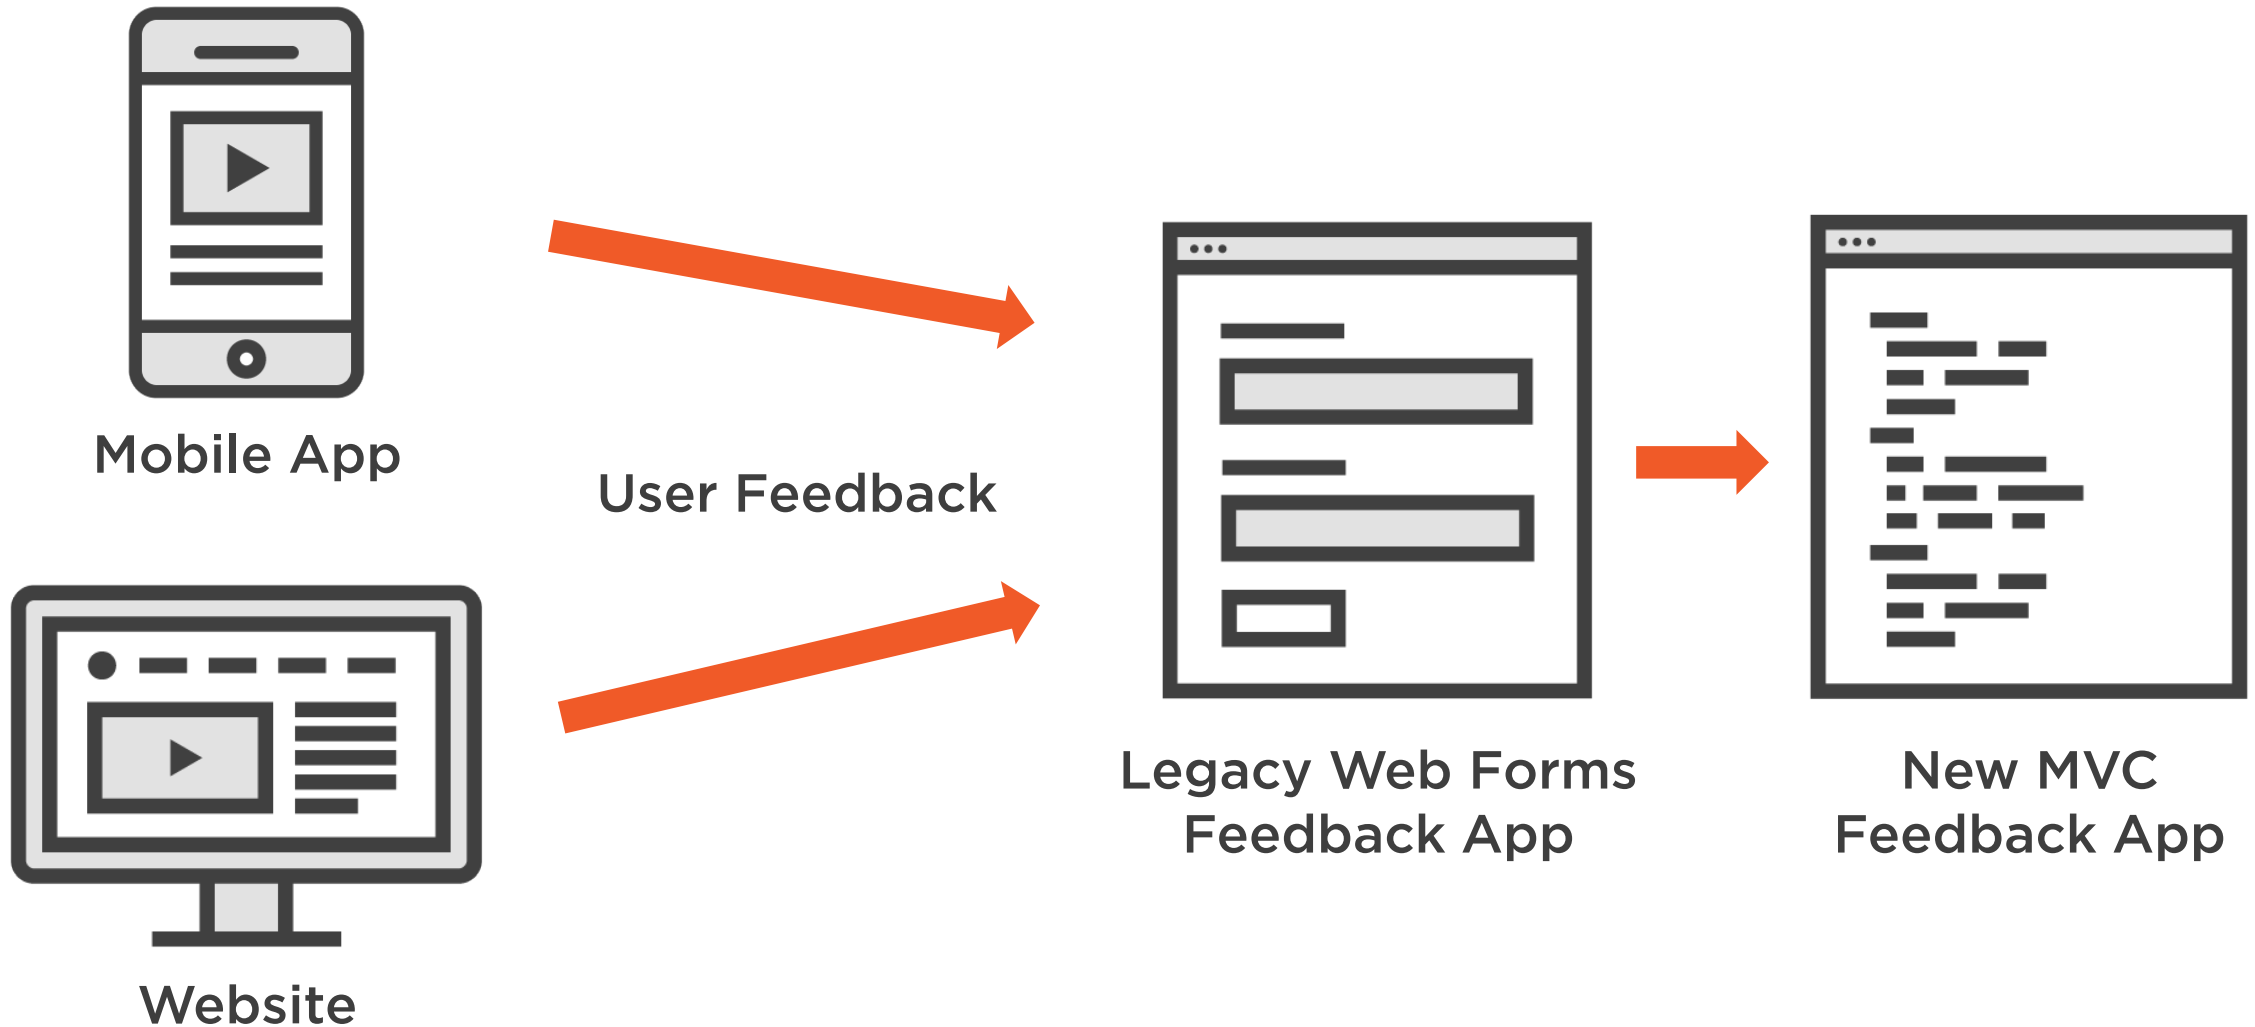 Mobile App
User Feedback
Website
Legacy Web Forms
Feedback App
New MVC
Feedback App